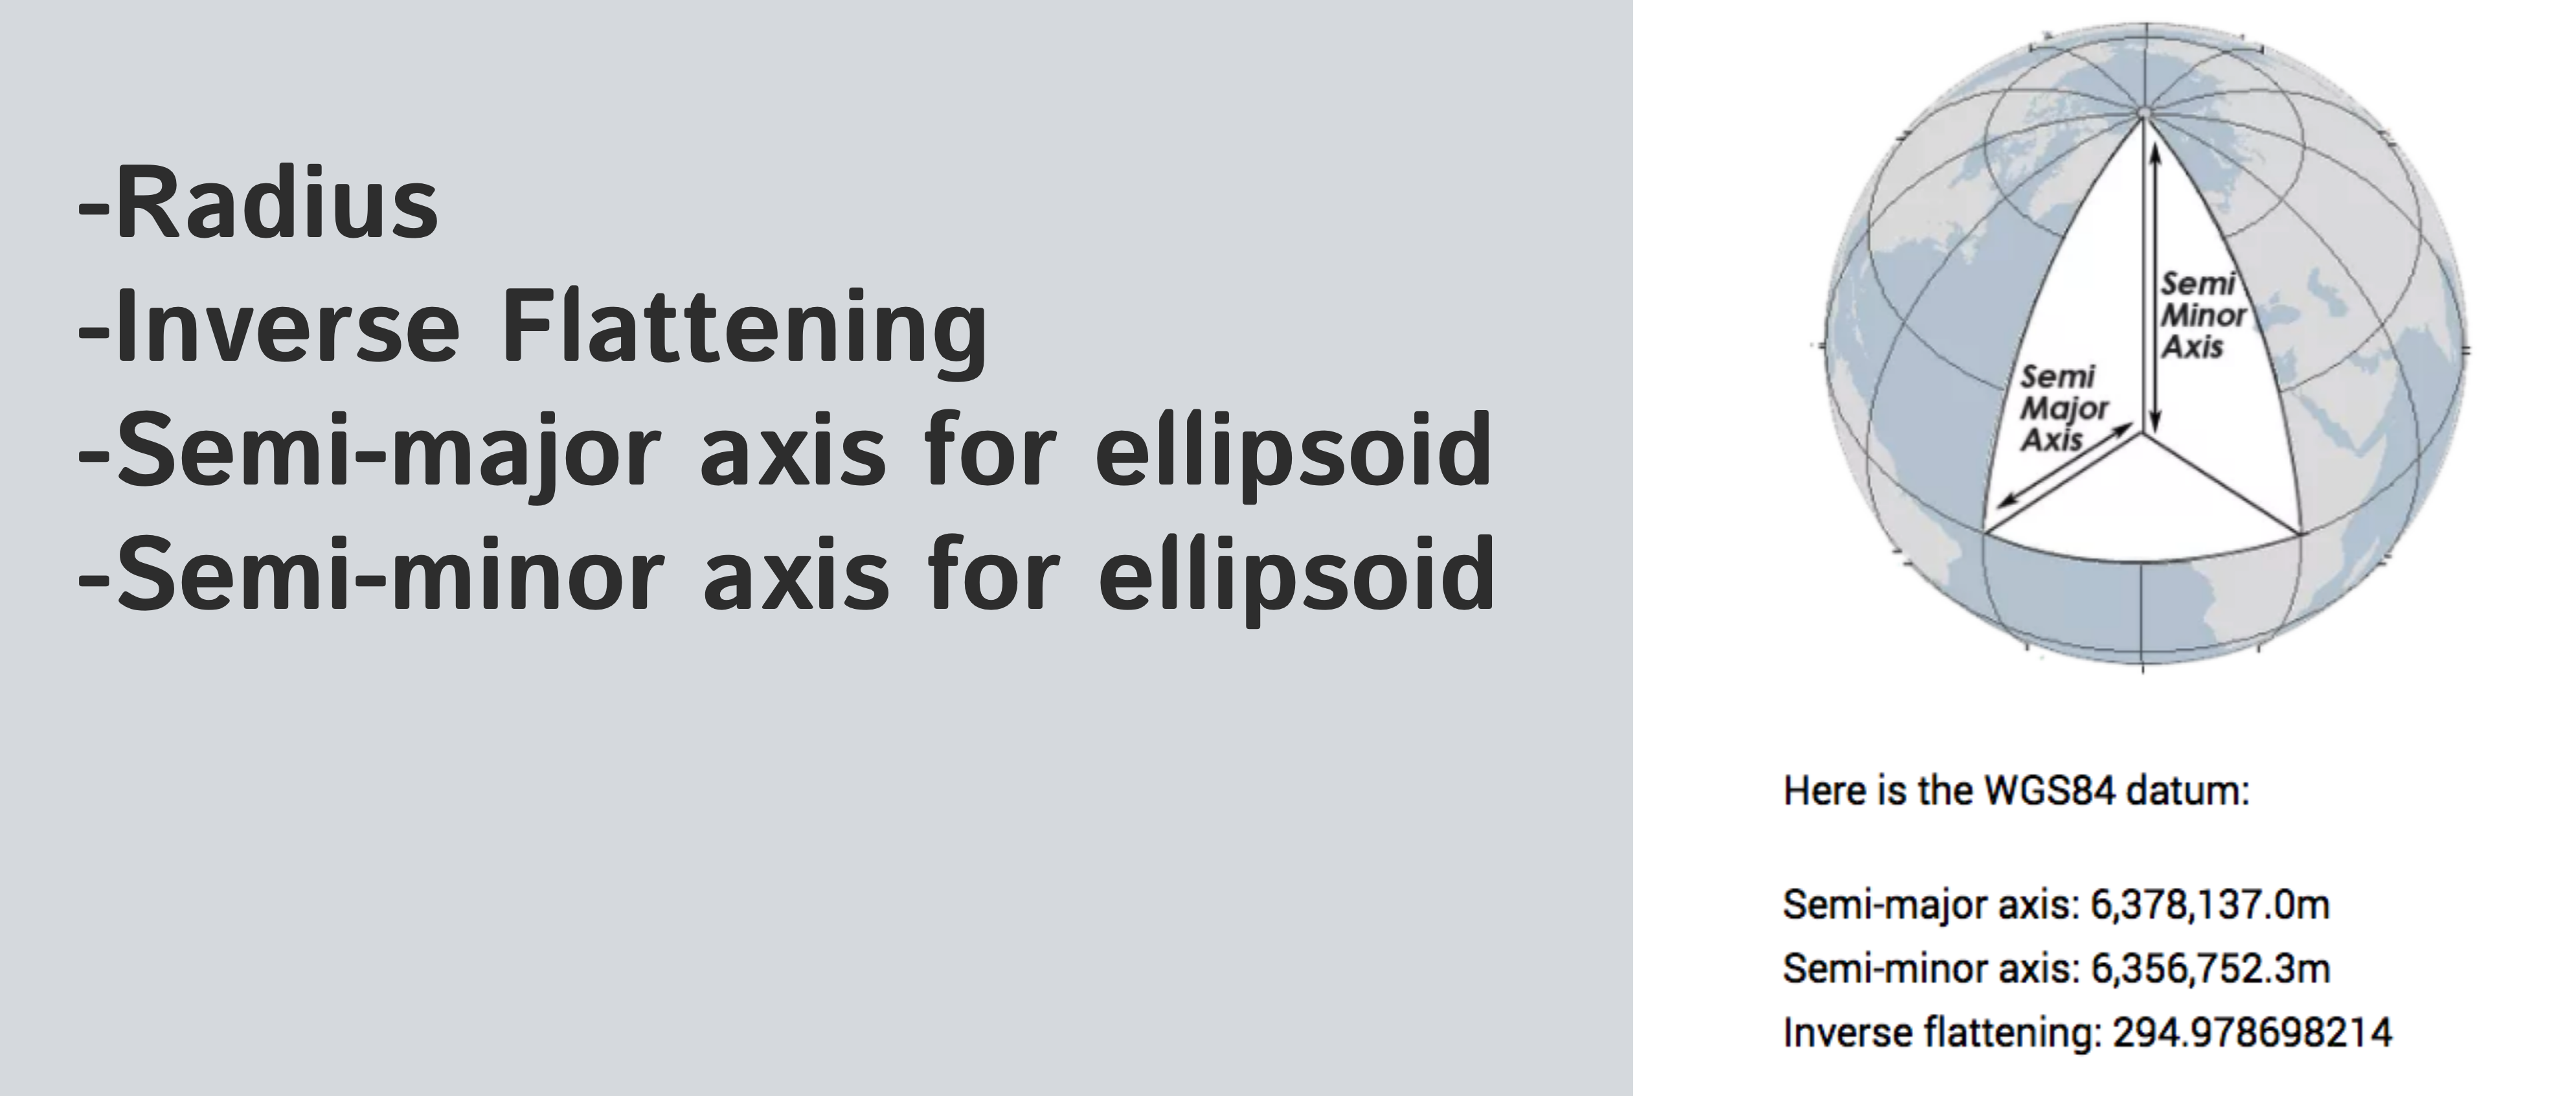 -Radius
-Inverse Flattening
-Semi-major axis for ellipsoid
-Semi-minor axis for ellipsoid
Semi
Minor
Axis
Semi
Major
Axis
Here is the WGS84 datum:
Semi-major axis: 6,378,137.0m
Semi-minor axis: 6,356,752.3m
Inverse flattening: 294.978698214